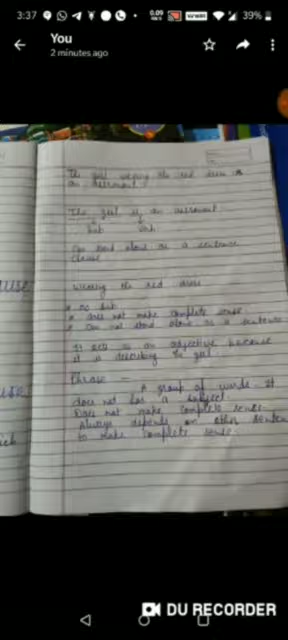 3:37
39%
You
2 minutes ago
The girl wearing the red dress is
an astronaut
The girl is an astronaut
sub
Can stand alone as a sentence
clause
wearing the red dress
* no sub
* does not make complete sense
* Can not stand alone as a sentence
It acts as an adjective because
it is describing the girl.
Phrase -
A group of words. It
does not has a subject.
Does not make complete sense.
Always depends on other senten
to make complete sense.
DU RECORDER